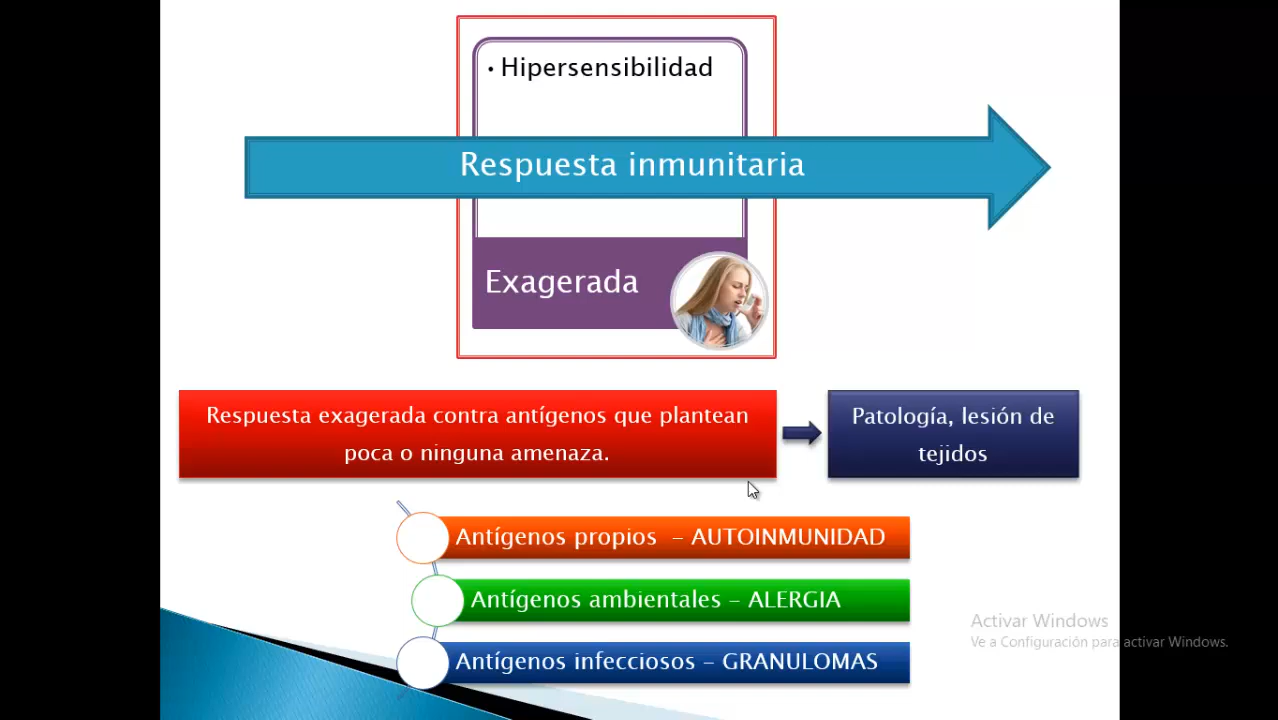 • Hipersensibilidad
Respuesta inmunitaria
Exagerada
Respuesta exagerada contra antígenos que plantean
poca o ninguna amenaza.
Patología, lesión de
tejidos
Antígenos propios – AUTOINMUNIDAD
Antígenos ambientales – ALERGIA
Antígenos infecciosos – GRANULOMAS
Activar Windows
Ve a Configuración para activar Windows.